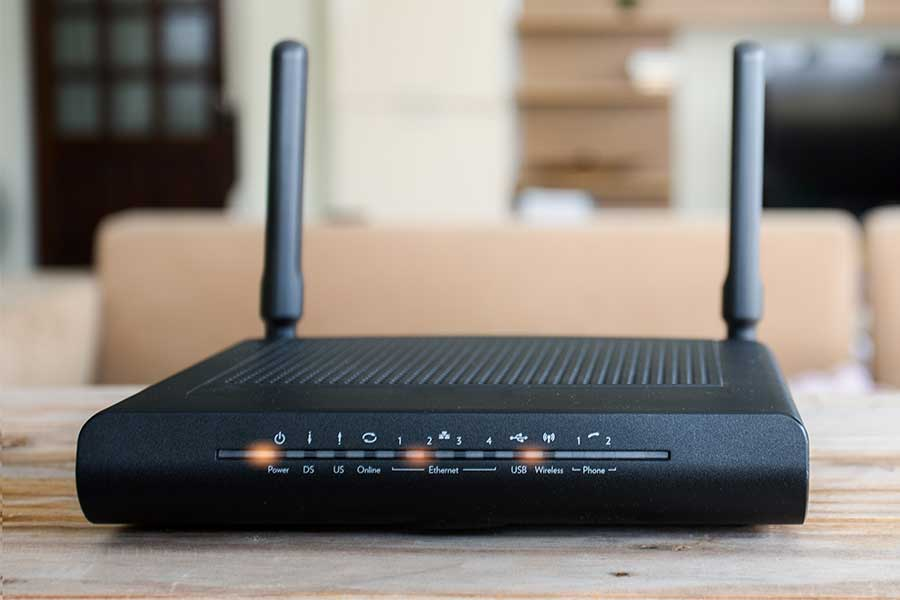 1 2 3 4 1 2
Power DS US Online Ethernet USB Wireless Phone